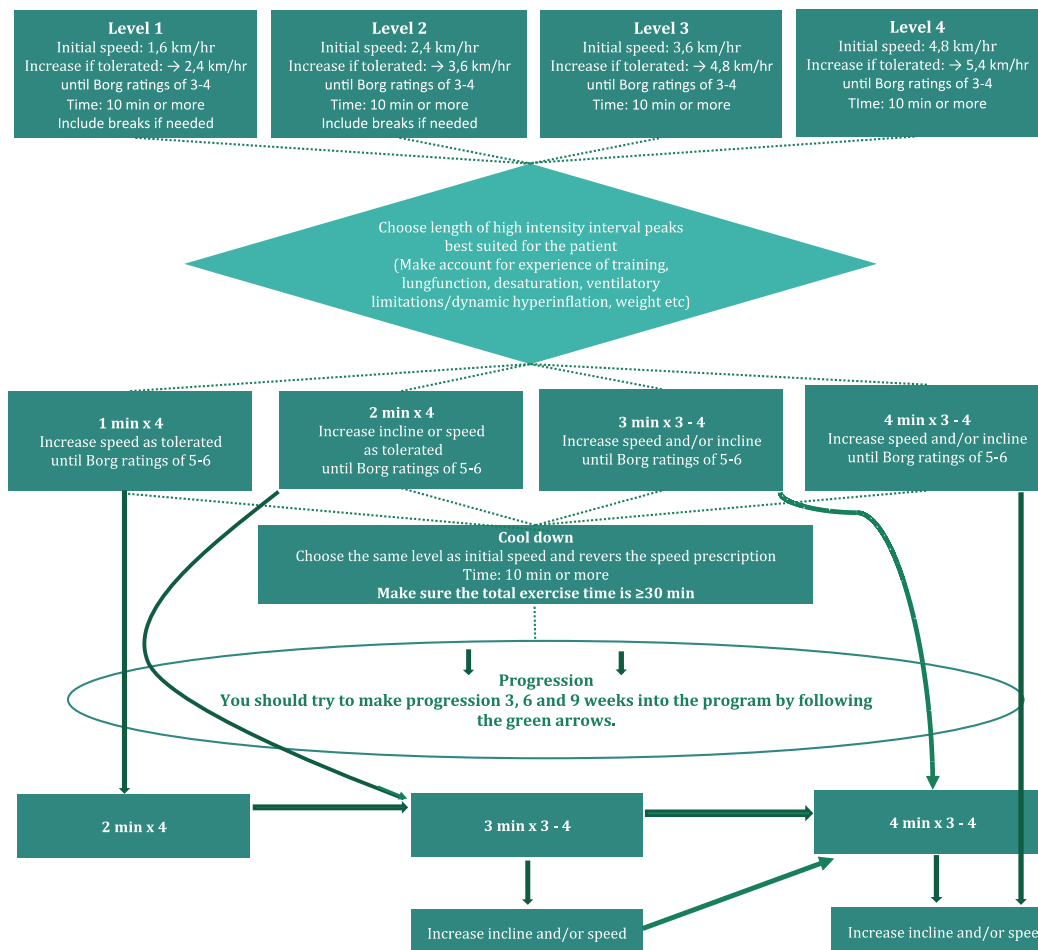 Level 1
Initial speed: 1,6 km/hr
Increase if tolerated: → 2,4 km/hr
until Borg ratings of 3-4
Time: 10 min or more
Include breaks if needed
Level 2
Initial speed: 2,4 km/hr
Increase if tolerated: → 3,6 km/hr
until Borg ratings of 3-4
Time: 10 min or more
Include breaks if needed
Level 3
Initial speed: 3,6 km/hr
Increase if tolerated: → 4,8 km/hr
until Borg ratings of 3-4
Time: 10 min or more
Level 4
Initial speed: 4,8 km/hr
Increase if tolerated: → 5,4 km/hr
until Borg ratings of 3-4
TIme: 10 min or more
Choose length of high intensity interval peaks
best suited for the patient
(Make account for experience of training,
lungfunction, desaturation, ventilatory
limitations/dynamic hyperinflation, weight etc)
1 min x 4
Increase speed as tolerated
until Borg ratings of 5-6
2 min x 4
Increase incline or speed
as tolerated
until Borg ratings of 5-6
3 min x 3 - 4
Increase speed and/or incline
until Borg ratings of 5-6
4 min x 3 - 4
Increase speed and/or incline
until Borg ratings of 5-6
Cool down
Choose the same level as initial speed and revers the speed prescription
Time: 10 min or more
Make sure the total exercise time is ≥30 min
Progression
You should try to make progression 3, 6 and 9 weeks into the program by following
the green arrows.
2 min x 4
3 min x 3 - 4
4 min x 3 - 4
Increase incline and/or speed
Increase incline and/or speed